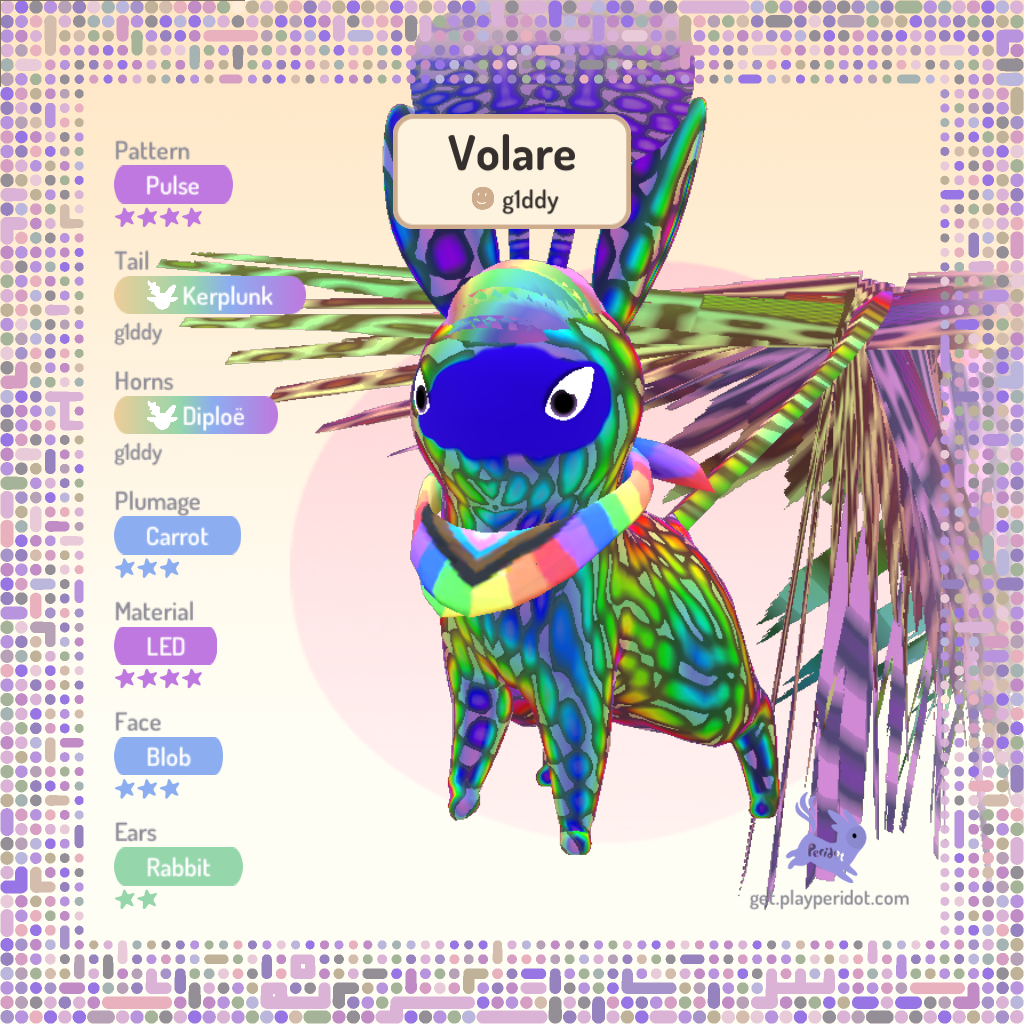 Volare
g1ddy
Pattern
Pulse
Tail
Kerplunk
g1ddy
Horns
Diploë
g1ddy
Plumage
Carrot
Material
LED
Face
Blob
Ears
Rabbit
Peridot
get.playperidot.com